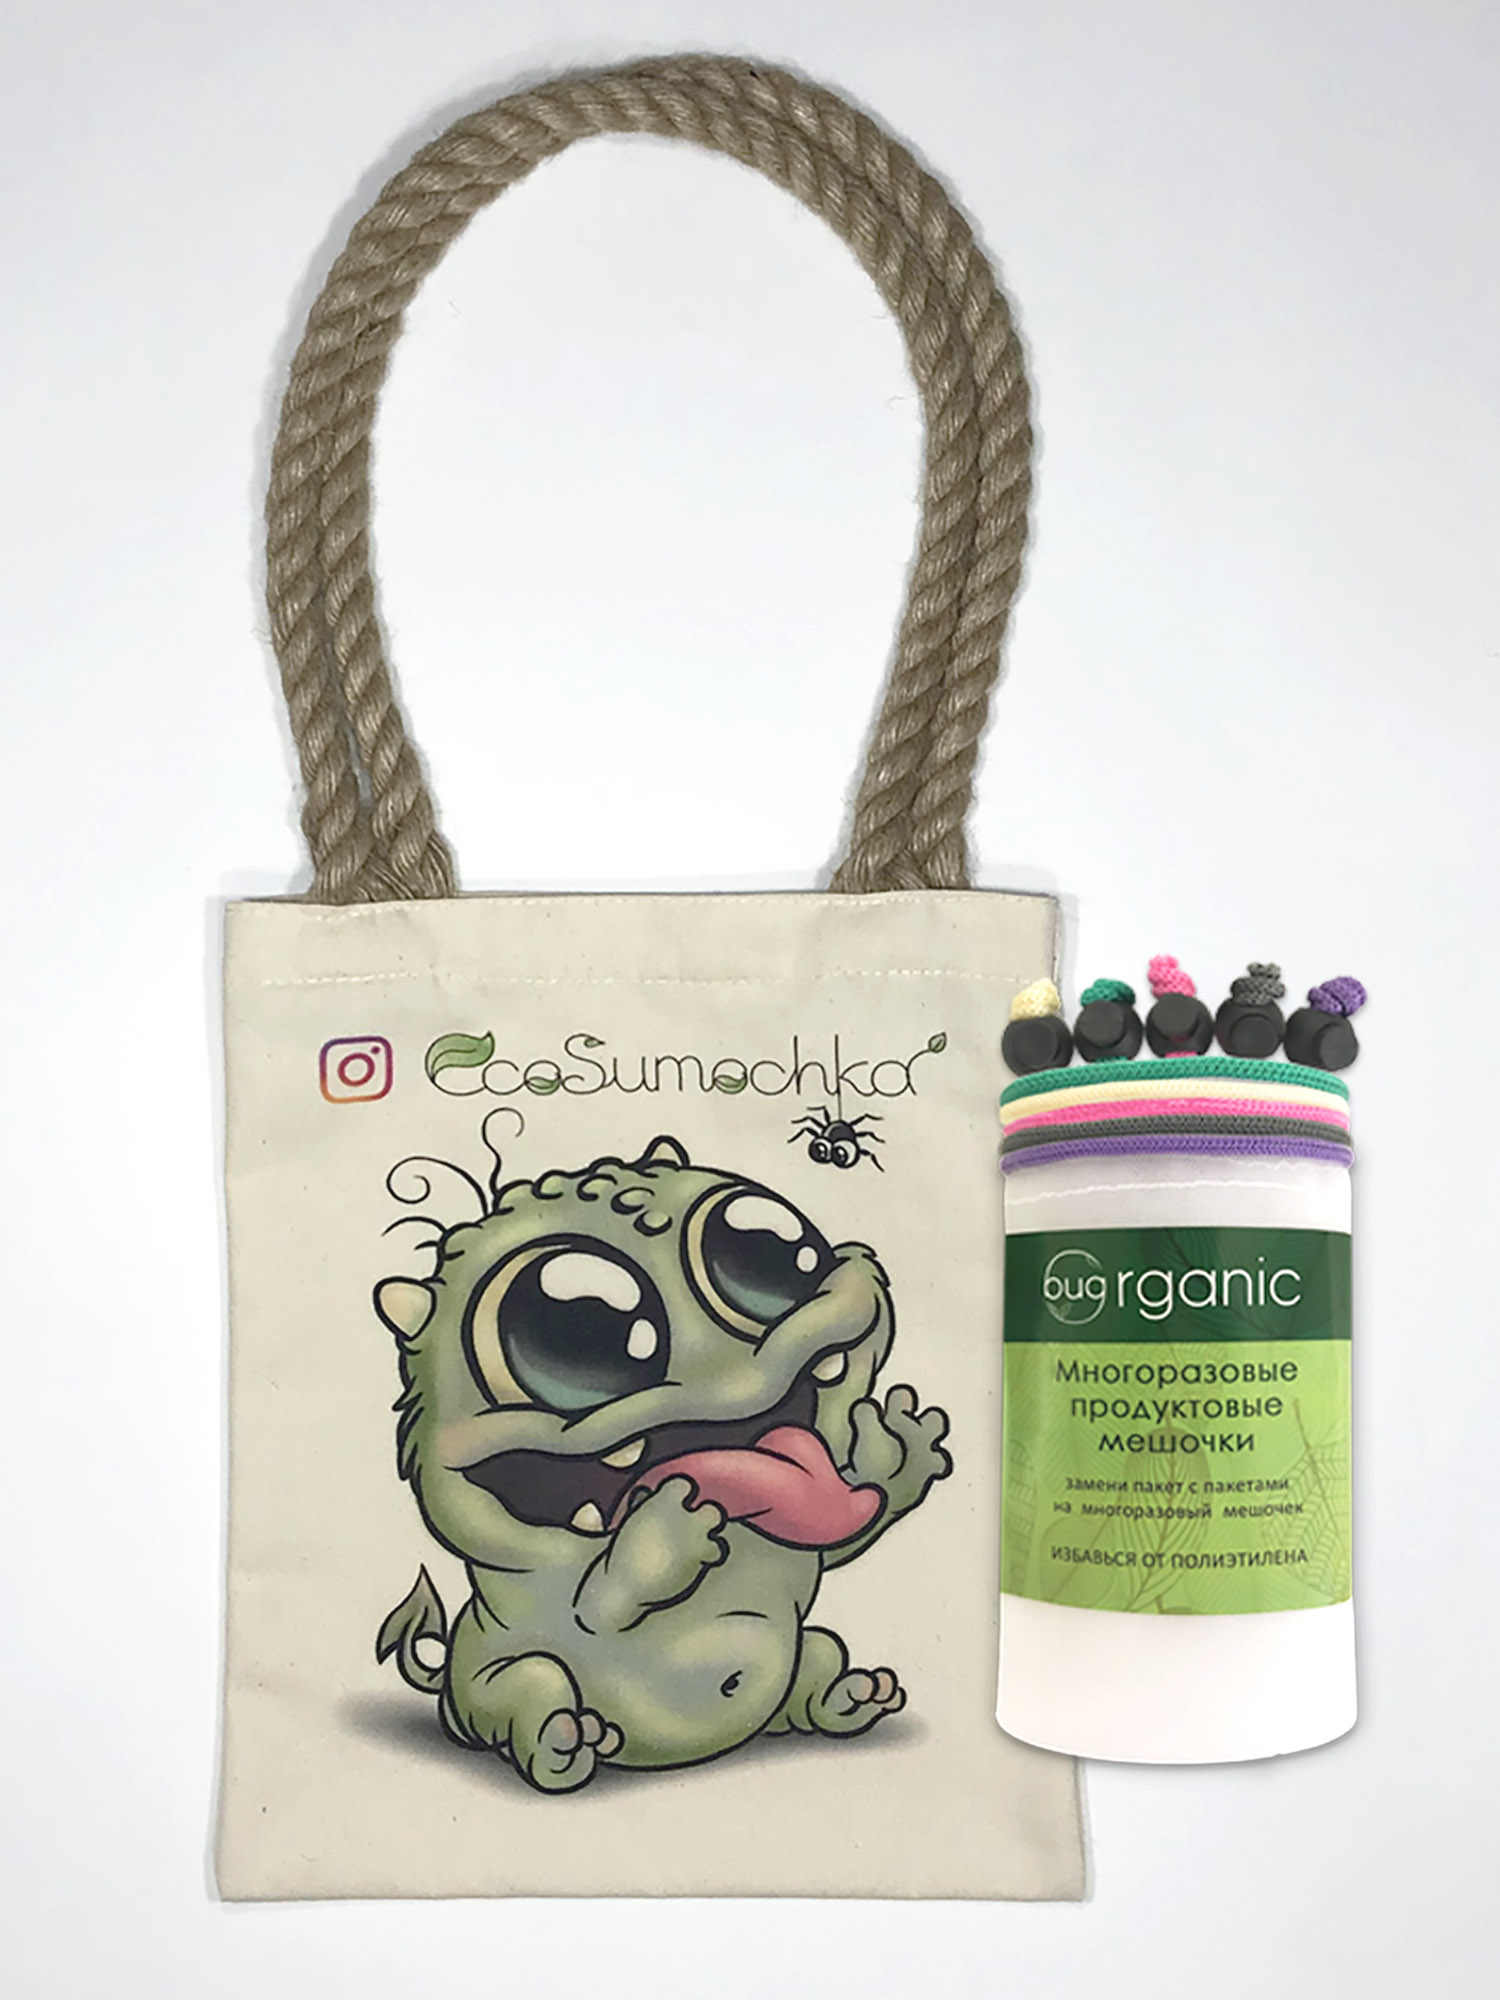 EcoSumochka
bug rganic
Многоразовые
продуктовые
мешочки
замени пакет с пакетами
на многоразовый мешочек
ИЗБАВЬСЯ ОТ ПОЛИЭТИЛЕНА